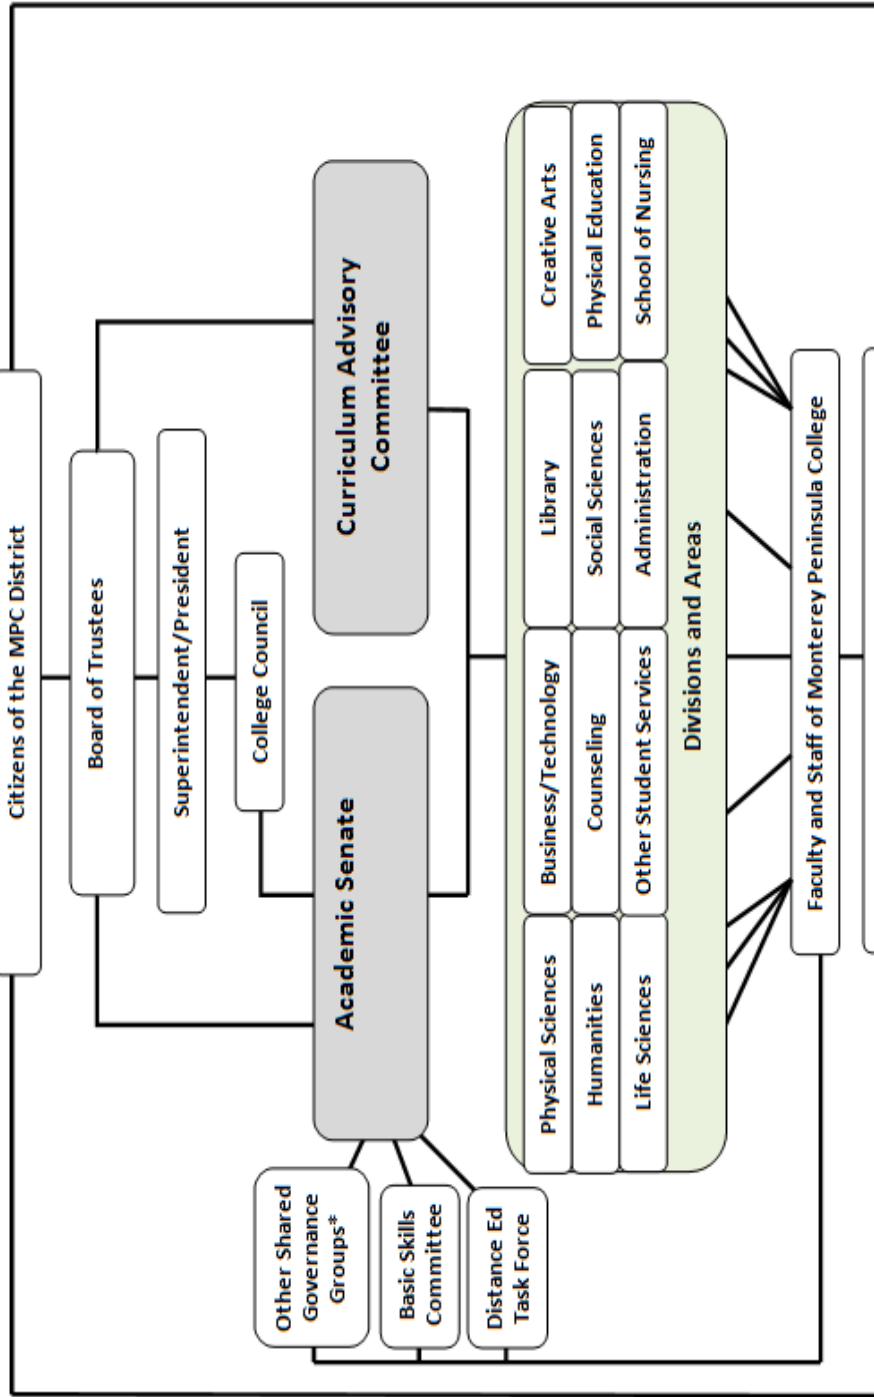 Citizens of the MPC District
Board of Trustees
Superintendent/President
College Council
Academic Senate
Curriculum Advisory
Committee
Other Shared
Governance
Groups*
Basic Skills
Committee
Distance Ed
Task Force
Physical Sciences
Business/Technology
Library
Creative Arts
Humanities
Counseling
Social Sciences
Physical Education
Life Sciences
Other Student Services
Administration
School of Nursing
Divisions and Areas
Faculty and Staff of Monterey Peninsula College